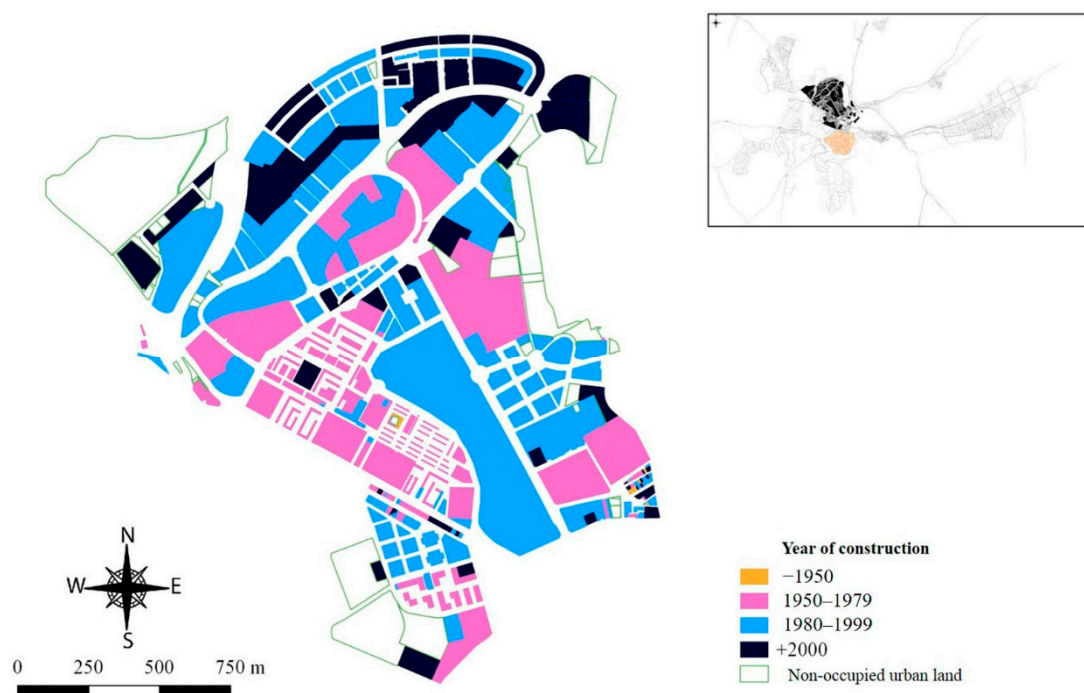 N
W E
S
0 250 500 750 m
Year of construction
−1950
1950–1979
1980–1999
+2000
Non-occupied urban land